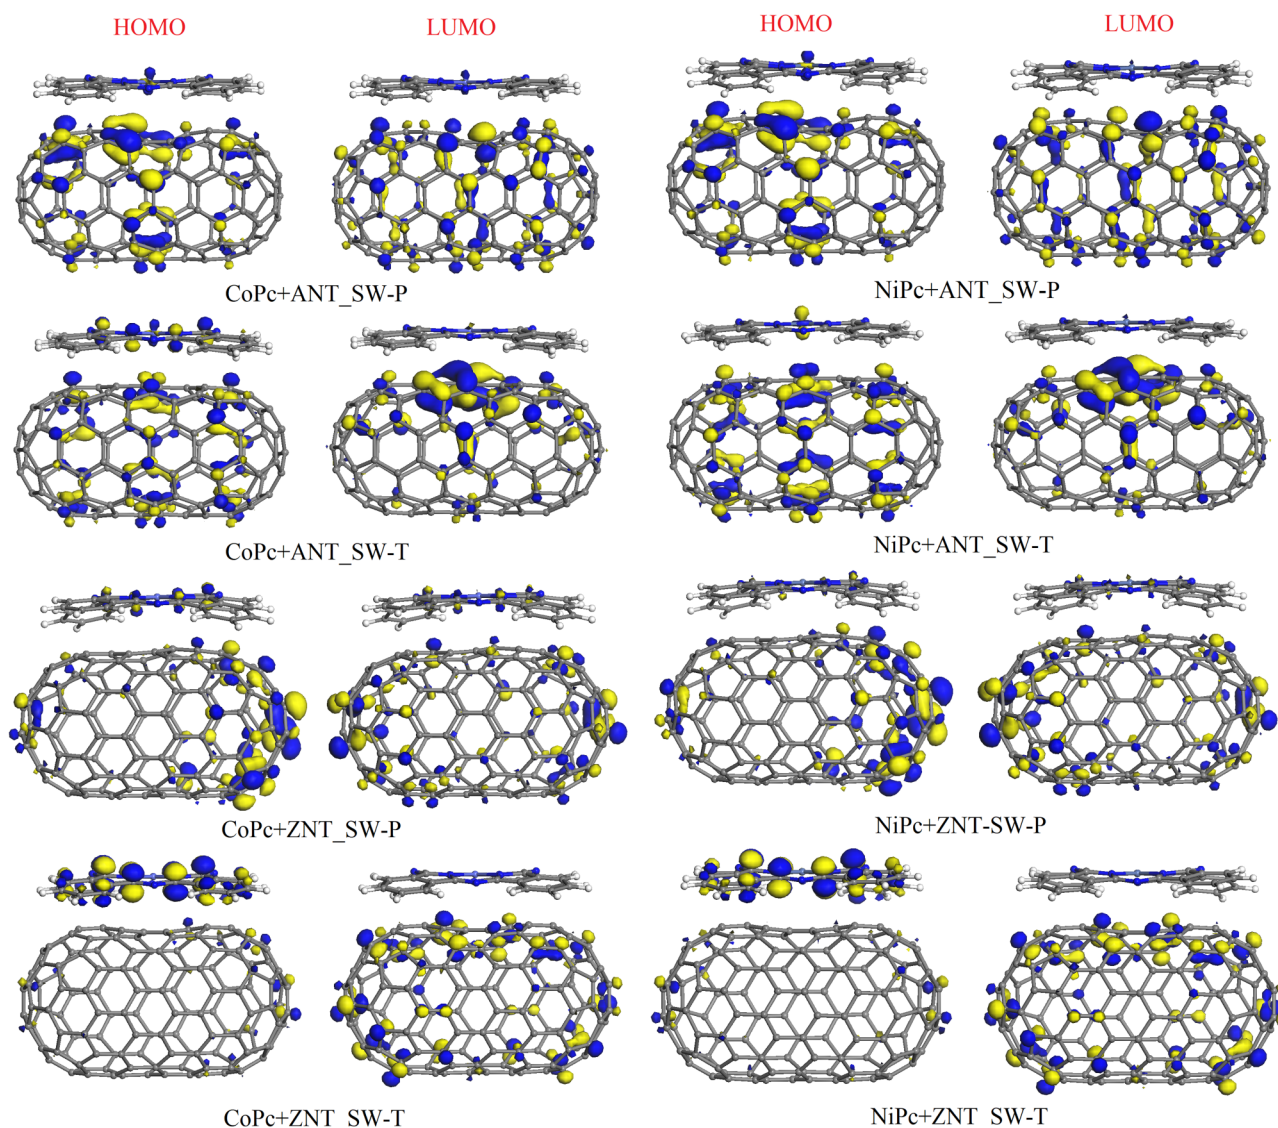 HOMO LUMO HOMO LUMO
CoPc+ANT_SW-P NiPc+ANT_SW-P
CoPc+ANT_SW-T NiPc+ANT_SW-T
CoPc+ZNT_SW-P NiPc+ZNT-SW-P
CoPc+ZNT SW-T NiPc+ZNT SW-T